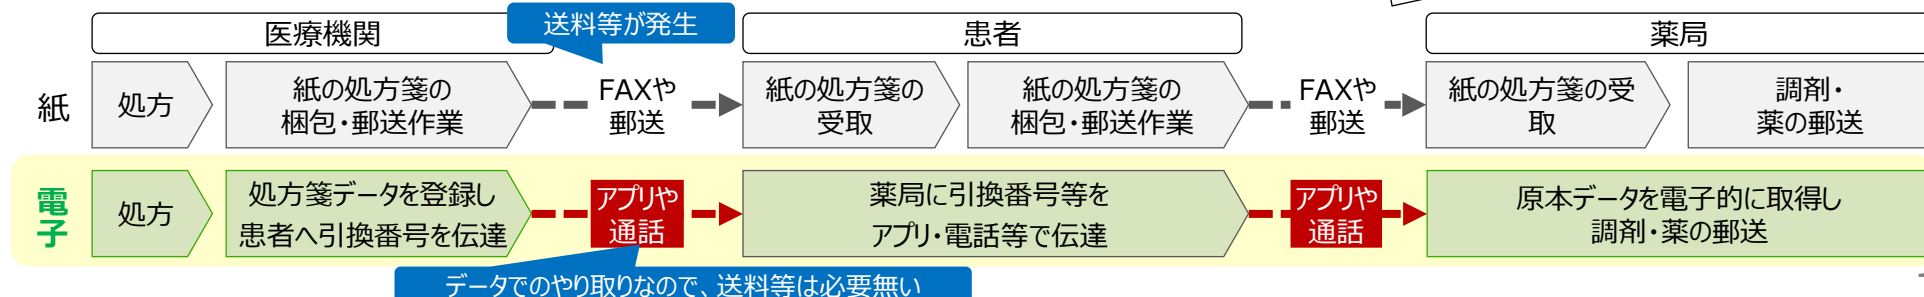 送料等が発生
医療機関
患者
薬局
紙
処方
紙の処方箋の
梱包・郵送作業
FAXや
郵送
紙の処方箋の
受取
紙の処方箋の
梱包・郵送作業
FAXや
郵送
紙の処方箋の受
取
調剤・
薬の郵送
電子
処方
処方箋データを登録し
患者へ引換番号を伝達
アプリや
通話
薬局に引換番号等を
アプリ・電話等で伝達
アプリや
通話
原本データを電子的に取得し
調剤・薬の郵送
データでのやり取りなので、送料等は必要無い